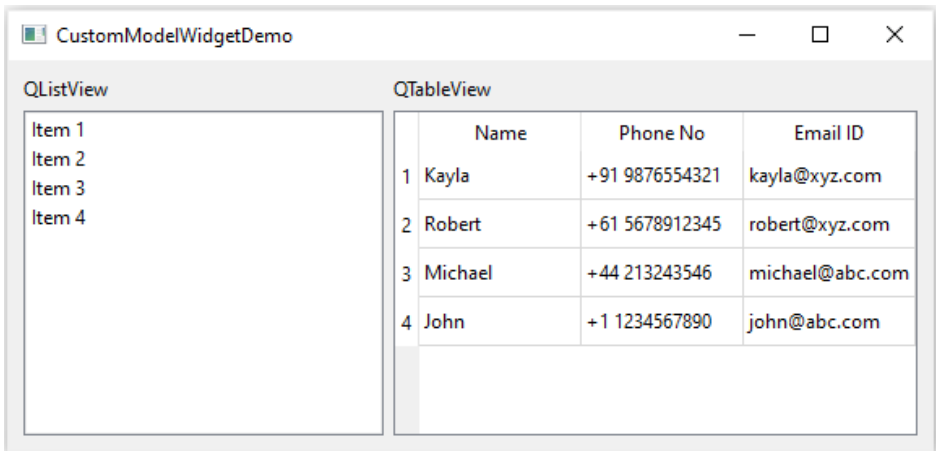 CustomModelWidgetDemo
QListView
Item 1
Item 2
Item 3
Item 4
QTableView
Name Phone No Email ID
1 Kayla +91 9876554321 kayla@xyz.com
2 Robert +61 5678912345 robert@xyz.com
3 Michael +44 213243546 michael@abc.com
4 John +1 1234567890 john@abc.com